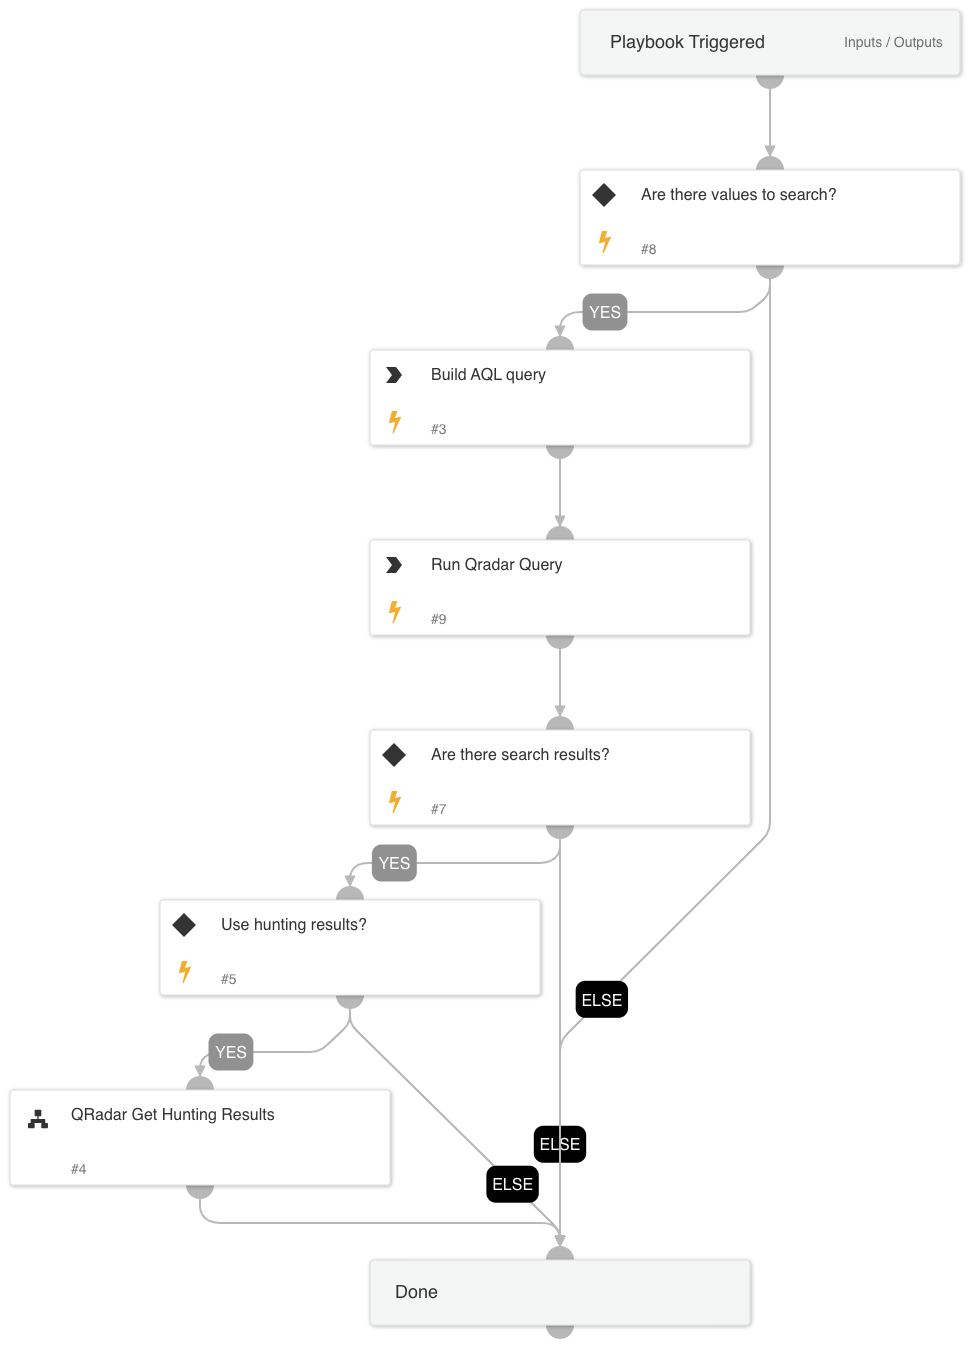 Playbook Triggered
Inputs / Outputs
Are there values to search?
#8
YES
Build AQL query
#3
Run Qradar Query
#9
Are there search results?
#7
YES
Use hunting results?
#5
ELSE
YES
QRadar Get Hunting Results
#4
ELSE
ELSE
Done